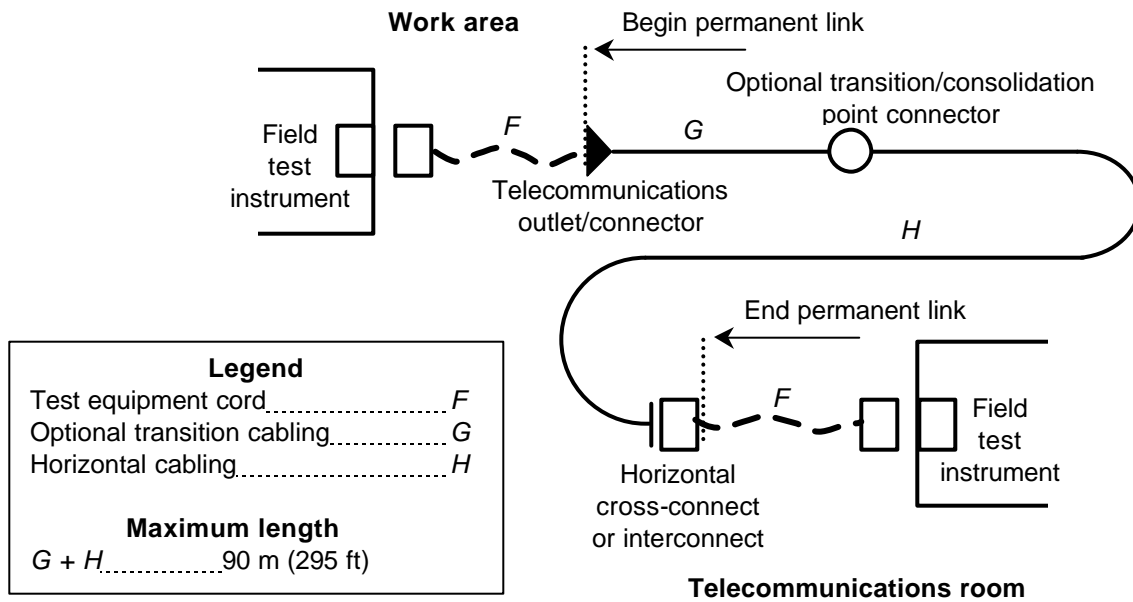 Work area
Begin permanent link
Optional transition/consolidation
point connector
Field
test
instrument
F
G
Telecommunications
outlet/connector
H
End permanent link
Legend
Test equipment cord F
Optional transition cabling G
Horizontal cabling H
Maximum length
G + H 90 m (295 ft)
F
Field
test
instrument
Horizontal
cross-connect
or interconnect
Telecommunications room